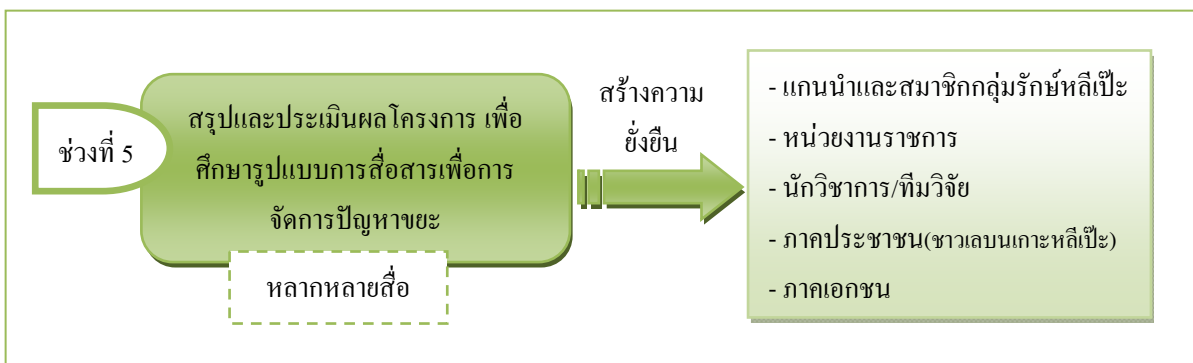 ช่วงที่ 5
สรุปและประเมินผลโครงการ เพื่อ
ศึกษารูปแบบการสื่อสารเพื่อการ
จัดการปัญหาขยะ
หลากหลายสื่อ
สร้างความ
ยั่งยืน
- แกนนำและสมาชิกกลุ่มรักษ์หลีเป๊ะ
- หน่วยงานราชการ
- นักวิชาการ/ทีมวิจัย
- ภาคประชาชน(ชาวเลบนเกาะหลีเป๊ะ)
- ภาคเอกชน